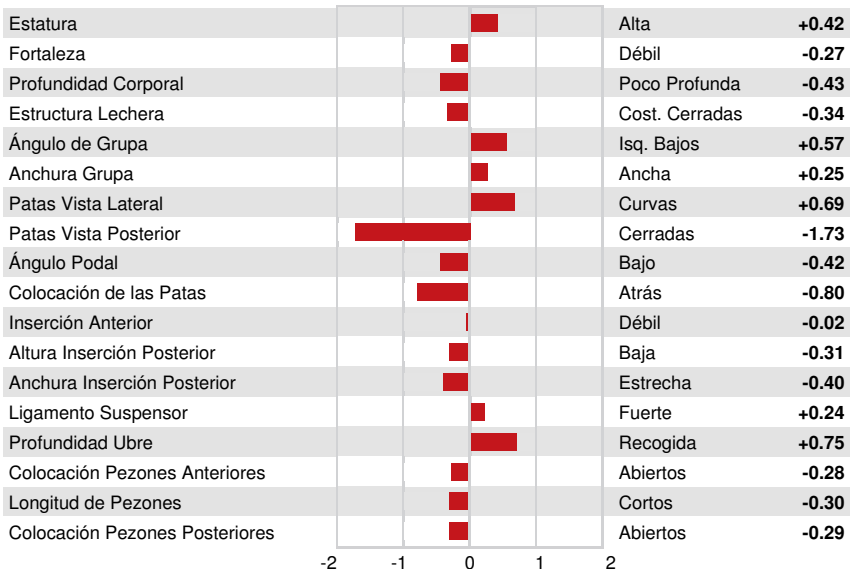 Estatura Alta +0.42
Fortaleza Débil -0.27
Profundidad Corporal Poco Profunda -0.43
Estructura Lechera Cost. Cerradas -0.34
Ángulo de Grupa Isq. Bajos +0.57
Anchura Grupa Ancha +0.25
Patas Vista Lateral Curvas +0.69
Patas Vista Posterior Cerradas -1.73
Ángulo Podal Bajo -0.42
Colocación de las Patas Atrás -0.80
Inserción Anterior Débil -0.02
Altura Inserción Posterior Baja -0.31
Anchura Inserción Posterior Estrecha -0.40
Ligamento Suspensor Fuerte +0.24
Profundidad Ubre Recogida +0.75
Colocación Pezones Anteriores Abiertos -0.28
Longitud de Pezones Cortos -0.30
Colocación Pezones Posteriores Abiertos -0.29
-2 -1 0 1 2